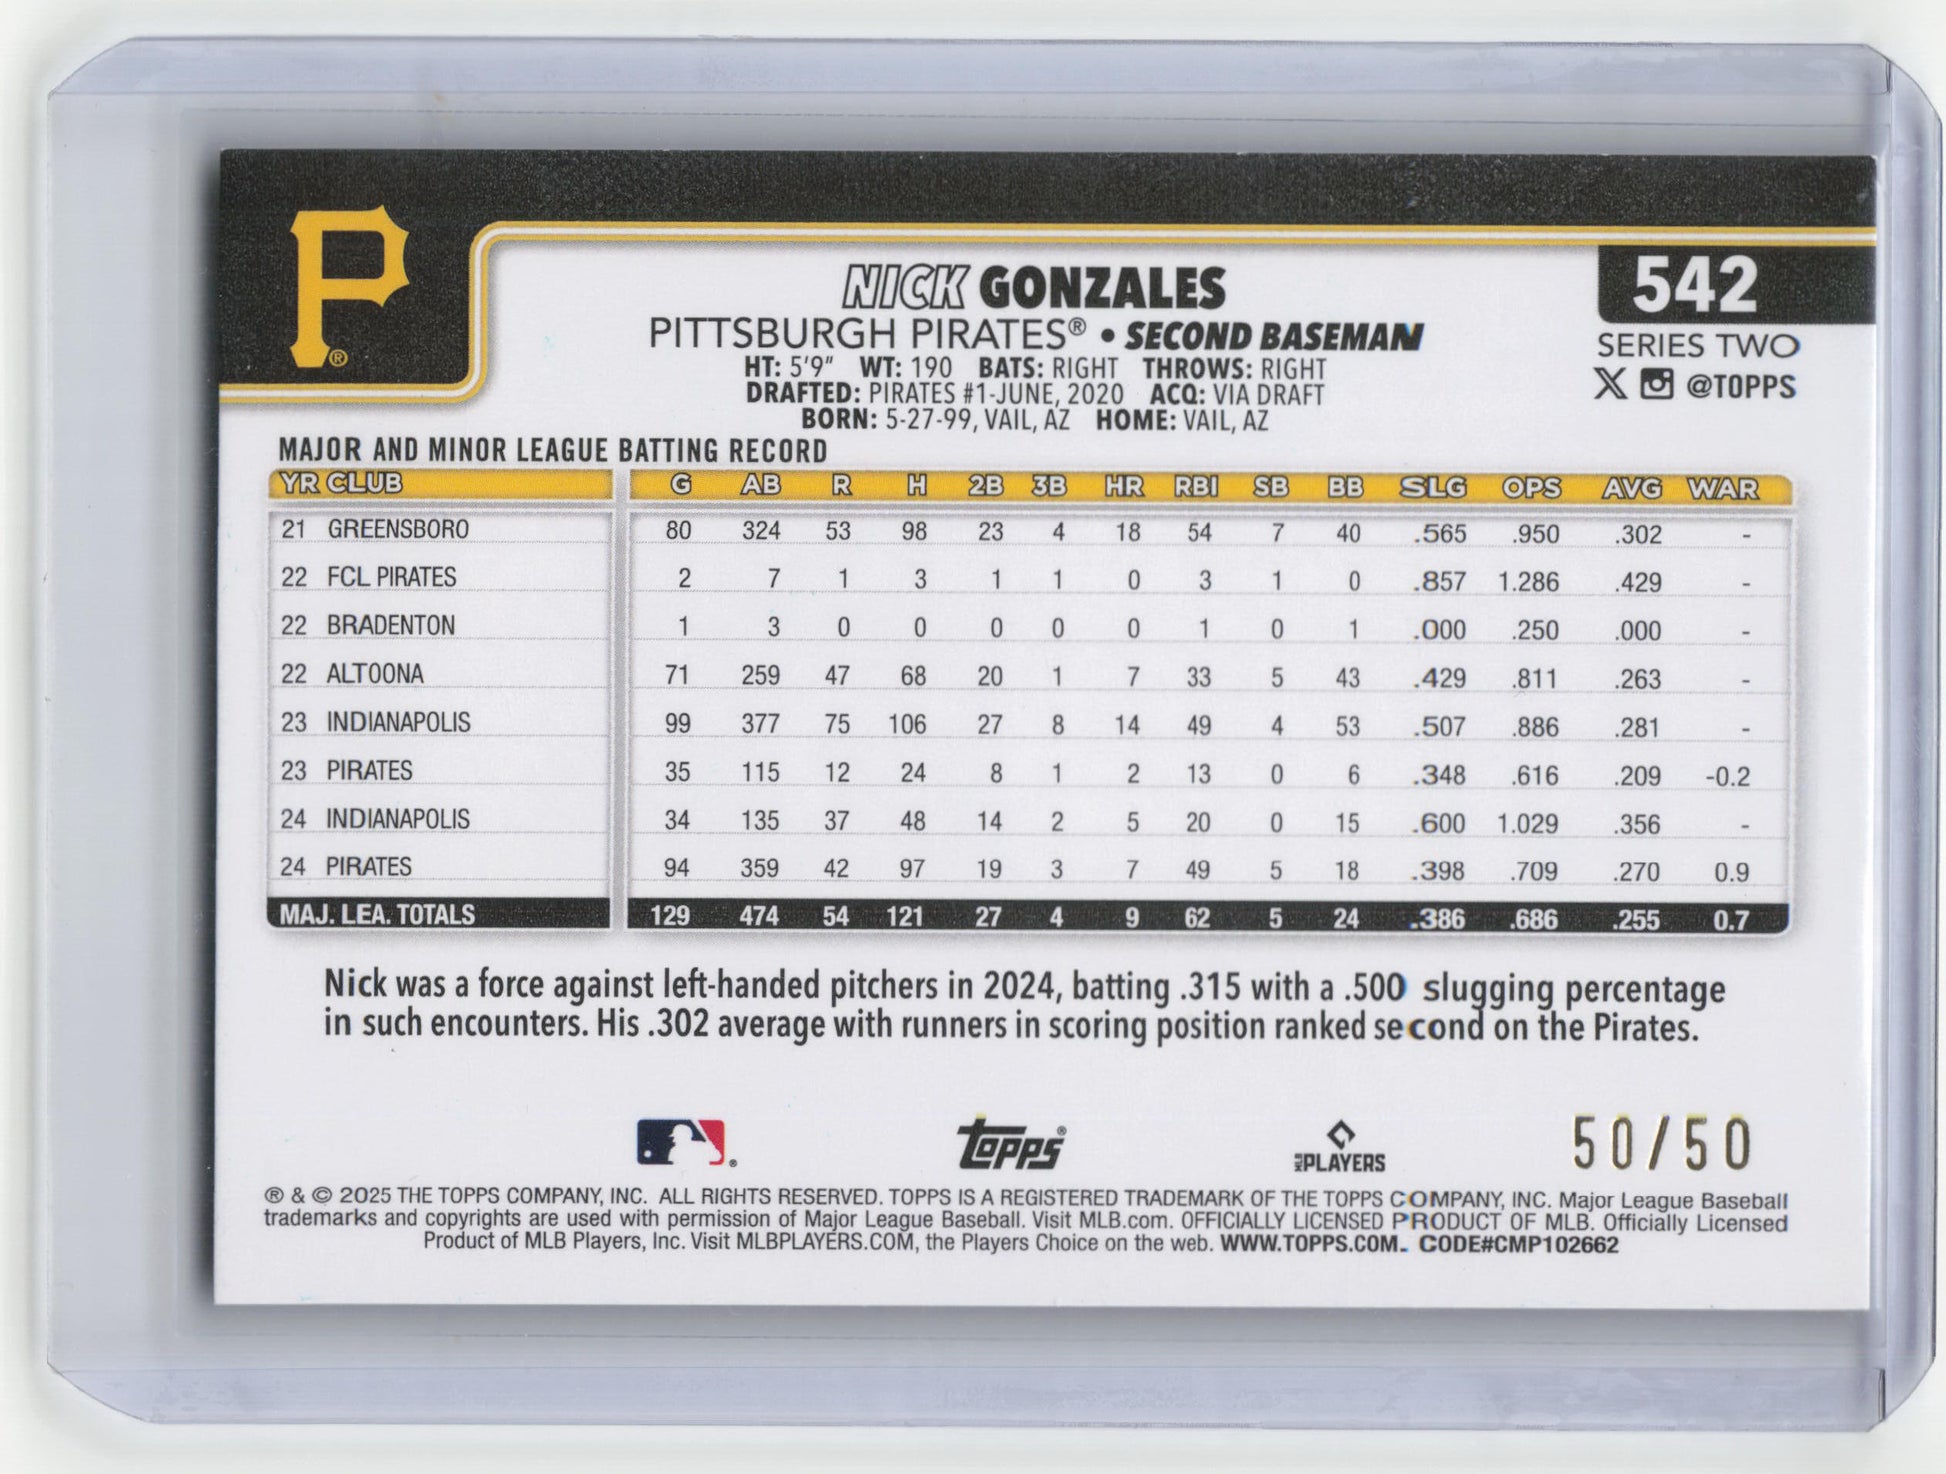 P®
NICK GONZALES
PITTSBURGH PIRATES® • SECOND BASEMAN
HT: 5'9" WT: 190 BATS: RIGHT THROWS: RIGHT
DRAFTED: PIRATES #1-JUNE, 2020 ACQ: VIA DRAFT
BORN: 5-27-99, VAIL, AZ HOME: VAIL, AZ
542
SERIES TWO
X @TOPPS
MAJOR AND MINOR LEAGUE BATTING RECORD
YR CLUB G AB R H 2B 3B HR RBI SB BB SLG OPS AVG WAR
21 GREENSBORO 80 324 53 98 23 4 18 54 7 40 .565 .950 .302 -
22 FCL PIRATES 2 7 1 3 1 1 0 3 1 0 .857 1.286 .429 -
22 BRADENTON 1 3 0 0 0 0 0 1 0 1 .000 .250 .000 -
22 ALTOONA 71 259 47 68 20 1 7 33 5 43 .429 .811 .263 -
23 INDIANAPOLIS 99 377 75 106 27 8 14 49 4 53 .507 .886 .281 -
23 PIRATES 35 115 12 24 8 1 2 13 0 6 .348 .616 .209 -0.2
24 INDIANAPOLIS 34 135 37 48 14 2 5 20 0 15 .600 1.029 .356 -
24 PIRATES 94 359 42 97 19 3 7 49 5 18 .398 .709 .270 0.9
MAJ. LEA. TOTALS 129 474 54 121 27 4 9 62 5 24 .386 .686 .255 0.7
Nick was a force against left-handed pitchers in 2024, batting .315 with a .500 slugging percentage
in such encounters. His .302 average with runners in scoring position ranked second on the Pirates.
®
Topps®
MLB PLAYERS
50/50
® & © 2025 THE TOPPS COMPANY, INC. ALL RIGHTS RESERVED. TOPPS IS A REGISTERED TRADEMARK OF THE TOPPS COMPANY, INC. Major League Baseball
trademarks and copyrights are used with permission of Major League Baseball. Visit MLB.com. OFFICIALLY LICENSED PRODUCT OF MLB. Officially Licensed
Product of MLB Players, Inc. Visit MLBPLAYERS.COM, the Players Choice on the web. WWW.TOPPS.COM. CODE#CMP102662